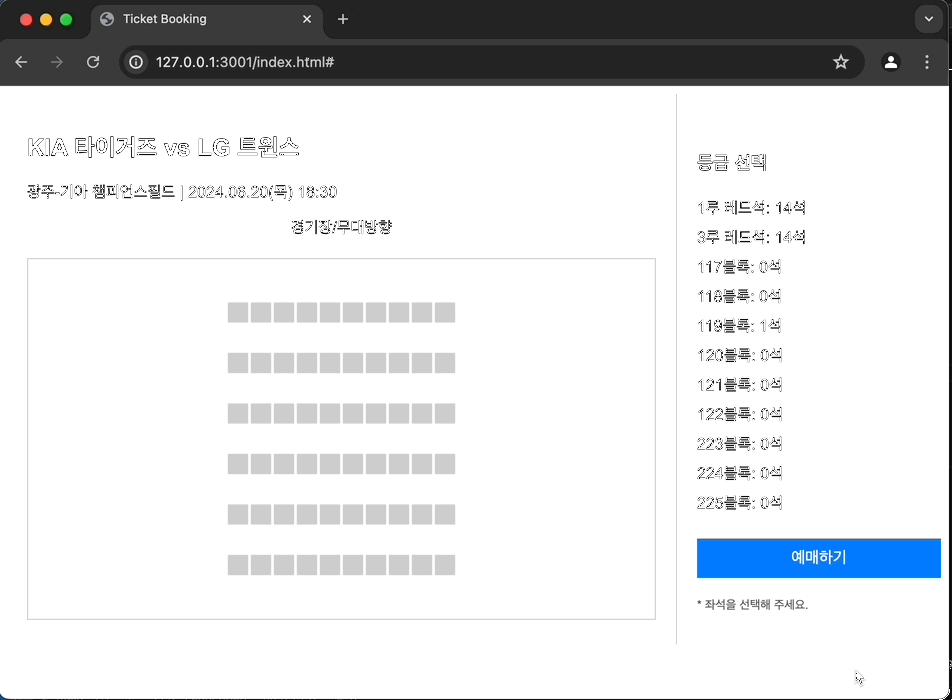 Ticket Booking
127.0.0.1:3001/index.html#
KIA 타이거즈 vs LG 트윈스
광주-기아 챔피언스필드 | 2024.06.20(목) 18:30
경기장/무대방향
등급 선택
1루 레드석: 14석
3루 레드석: 14석
117블록: 0석
118블록: 0석
119블록: 1석
120블록: 0석
121블록: 0석
122블록: 0석
223블록: 0석
224블록: 0석
225블록: 0석
예매하기
* 좌석을 선택해 주세요.